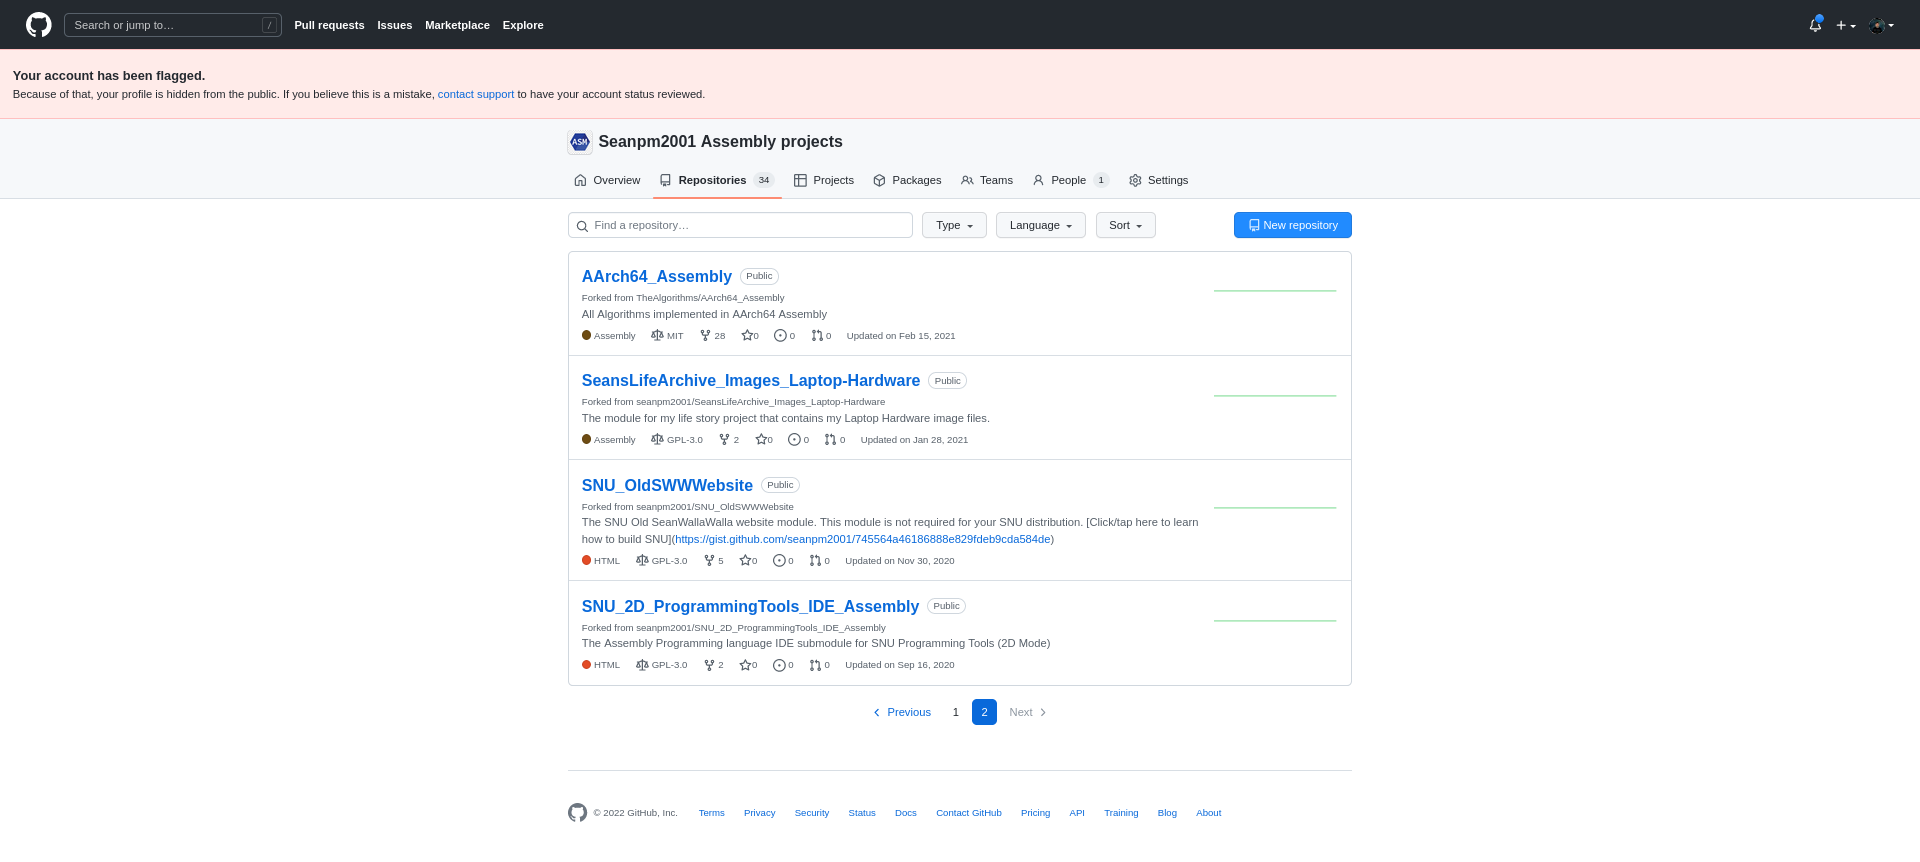 Search or jump to… /
Pull requests Issues Marketplace Explore
Your account has been flagged.
Because of that, your profile is hidden from the public. If you believe this is a mistake, contact support to have your account status reviewed.
ASM Seanpm2001 Assembly projects
Overview Repositories 34 Projects Packages Teams People 1 Settings
Find a repository… Type Language Sort New repository
AArch64_Assembly Public
Forked from TheAlgorithms/AArch64_Assembly
All Algorithms implemented in AArch64 Assembly
Assembly MIT 28 0 0 0 Updated on Feb 15, 2021
SeansLifeArchive_Images_Laptop-Hardware Public
Forked from seanpm2001/SeansLifeArchive_Images_Laptop-Hardware
The module for my life story project that contains my Laptop Hardware image files.
Assembly GPL-3.0 2 0 0 0 Updated on Jan 28, 2021
SNU_OldSWWWebsite Public
Forked from seanpm2001/SNU_OldSWWWebsite
The SNU Old SeanWallaWalla website module. This module is not required for your SNU distribution. [Click/tap here to learn
how to build SNU](https://gist.github.com/seanpm2001/745564a46186888e829fdeb9cda584de)
HTML GPL-3.0 5 0 0 0 Updated on Nov 30, 2020
SNU_2D_ProgrammingTools_IDE_Assembly Public
Forked from seanpm2001/SNU_2D_ProgrammingTools_IDE_Assembly
The Assembly Programming language IDE submodule for SNU Programming Tools (2D Mode)
HTML GPL-3.0 2 0 0 0 Updated on Sep 16, 2020
Previous 1 2 Next
© 2022 GitHub, Inc. Terms Privacy Security Status Docs Contact GitHub Pricing API Training Blog About